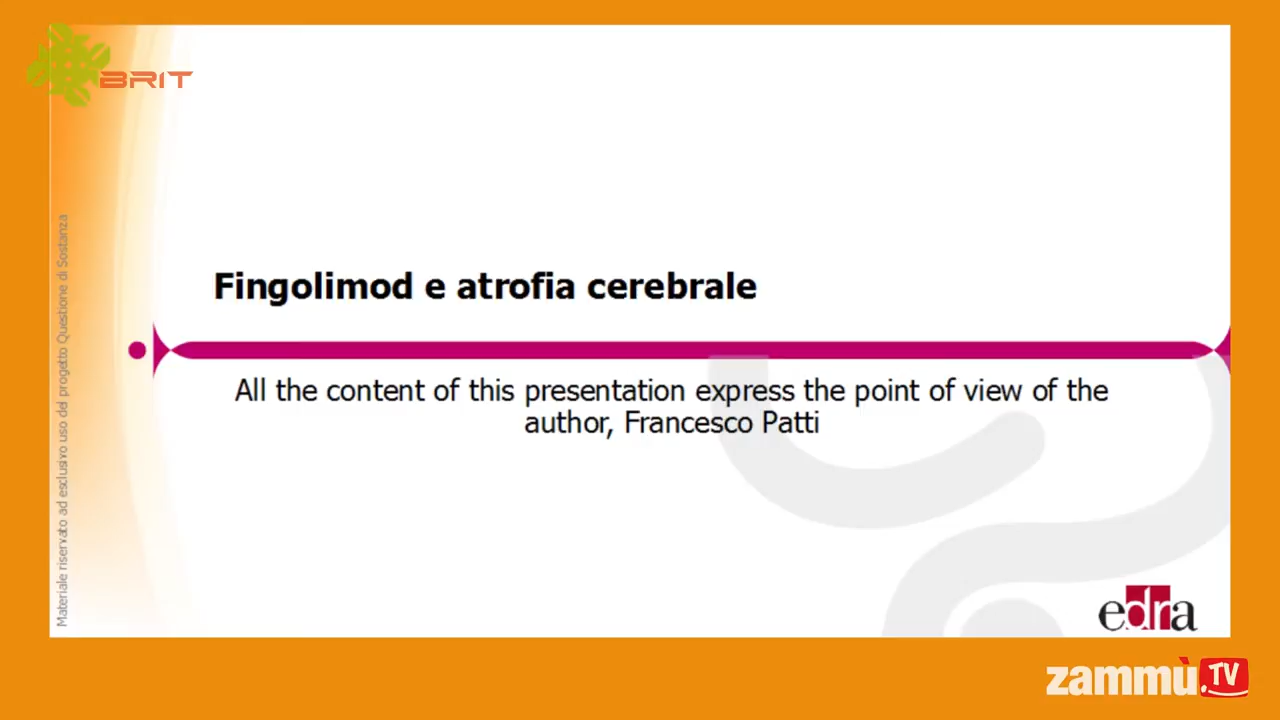 BRIT
Materiale riservato ad esclusivo uso del progetto Questione di Sostanza
Fingolimod e atrofia cerebrale
All the content of this presentation express the point of view of the
author, Francesco Patti
edra
zammù.TV